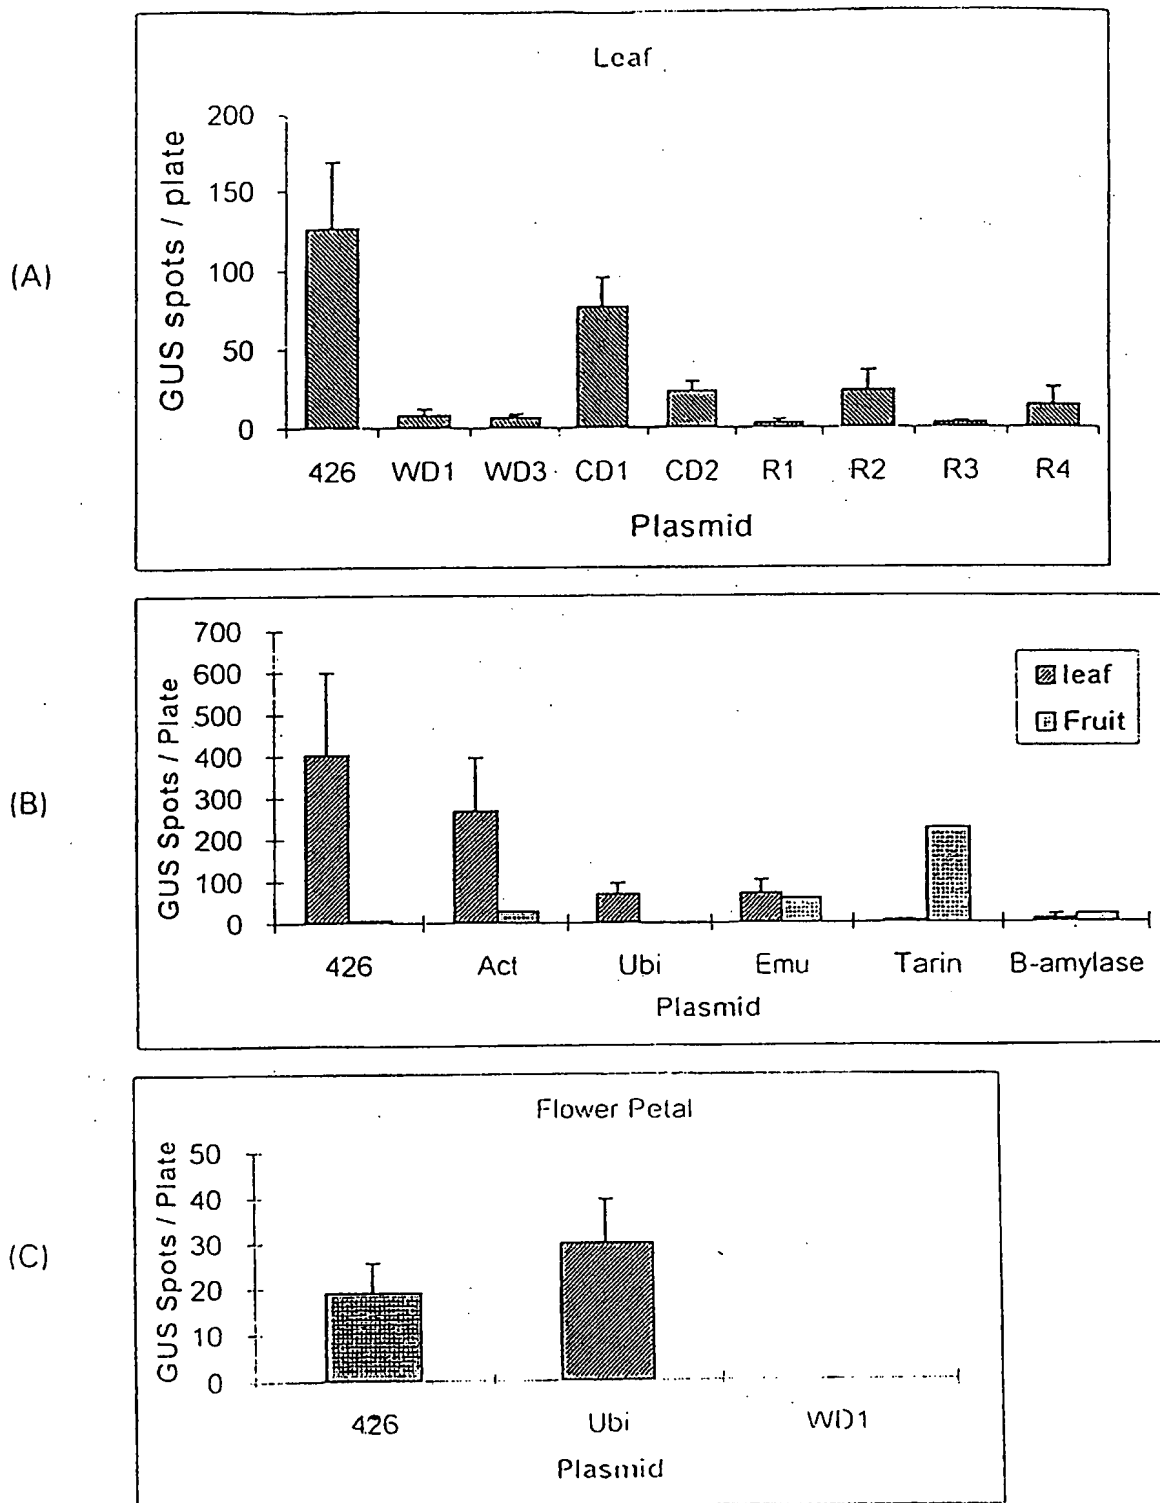 (A)
Leaf
GUS spots / plate
200
150
100
50
0
426 WD1 WD3 CD1 CD2 R1 R2 R3 R4
Plasmid
(B)
GUS Spots / Plate
700
600
500
400
300
200
100
0
leaf
Fruit
426 Act Ubi Emu Tarin B-amylase
Plasmid
(C)
Flower Petal
GUS Spots / Plate
50
40
30
20
10
0
426 Ubi WD1
Plasmid